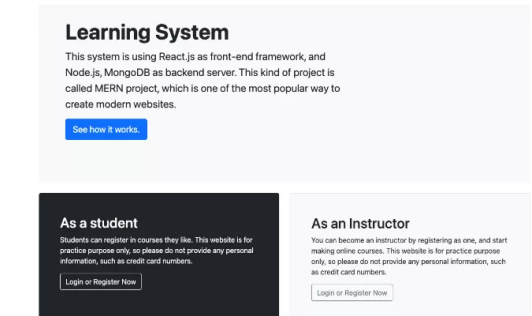 Learning System
This system is using React.js as front-end framework, and
Node.js, MongoDB as backend server. This kind of project is
called MERN project, which is one of the most popular way to
create modern websites.
See how it works.
As a student
Students can register in courses they like. This website is for
practice purpose only, so please do not provide any personal
information, such as credit card numbers.
Login or Register Now
As an Instructor
You can become an instructor by registering as one, and start
making online courses. This website is for practice purpose
only, so please do not provide any personal information, such
as credit card numbers.
Login or Register Now